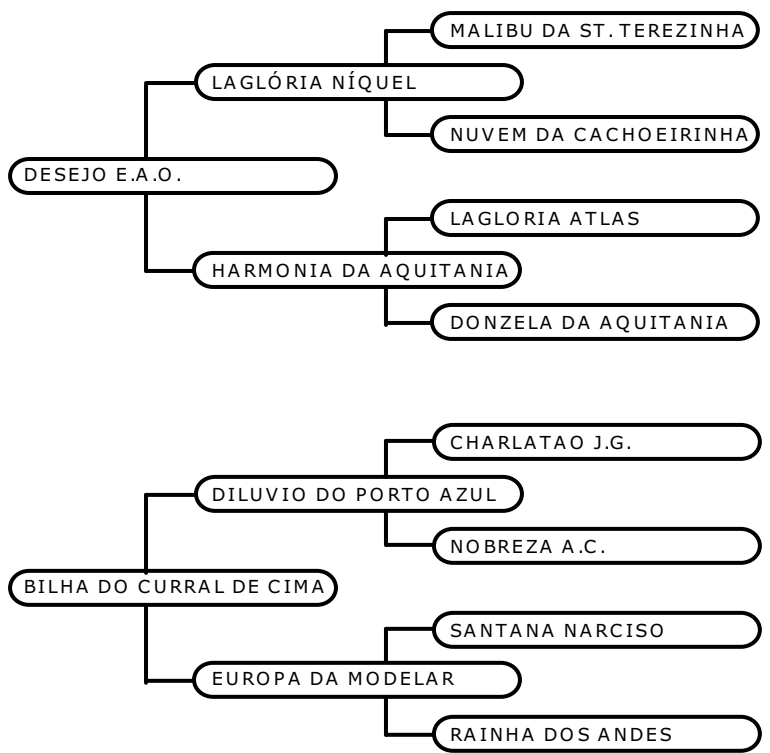 MALIBU DA ST. TEREZINHA
LAGLÓRIA NÍQUEL
NUVEM DA CACHOEIRINHA
DESEJO E.A.O.
LAGLORIA ATLAS
HARMONIA DA AQUITANIA
DONZELA DA AQUITANIA
CHARLATAO J.G.
DILUVIO DO PORTO AZUL
NOBREZA A.C.
BILHA DO CURRAL DE CIMA
SANTANA NARCISO
EUROPA DA MODELAR
RAINHA DOS ANDES